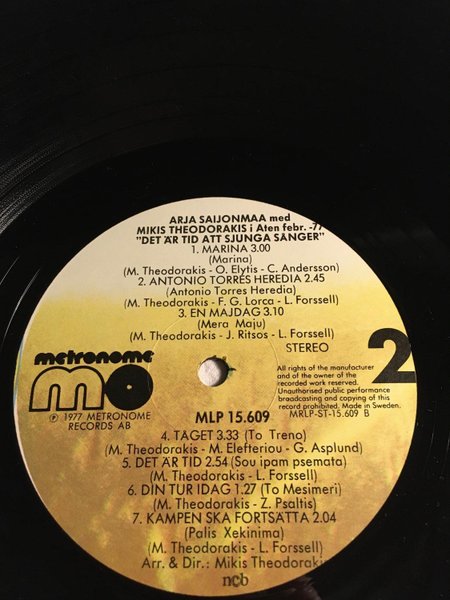 ARJA SAIJONMAA med
MIKIS THEODORAKIS i Aten febr. -77
"DET ÄR TID ATT SJUNGA SÅNGER"
1. MARINA 3.00
(Marina)
(M. Theodorakis - O. Elytis - C. Andersson)
2. ANTONIO TORRES HEREDIA 2.45
(Antonio Torres Heredia)
(M. Theodorakis - F. G. Lorca - L. Forssell)
3. EN MAJDAG 3.10
(Mera Maju)
(M. Theodorakis - J. Ritsos - L. Forssell)
STEREO
2
metronome
mo
℗ 1977 METRONOME
RECORDS AB
All rights of the manufacturer
and of the owner of the
recorded work reserved.
Unauthorised public performance
broadcasting and copying of this
record prohibited. Made in Sweden.
MLP 15.609
MRLP-ST-15.609 B
4. TÅGET 3.33 (To Treno)
(M. Theodorakis - M. Elefteriou - G. Asplund)
5. DET ÄR TID 2.54 (Sou ipam psemata)
(M. Theodorakis - L. Forssell)
6. DIN TUR IDAG 1.27 (To Mesimeri)
(M. Theodorakis - Z. Psaltis)
7. KAMPEN SKA FORTSÄTTA 2.04
(Palis Xekinima)
(M. Theodorakis - L. Forssell)
Arr. & Dir.: Mikis Theodorakis
ncb